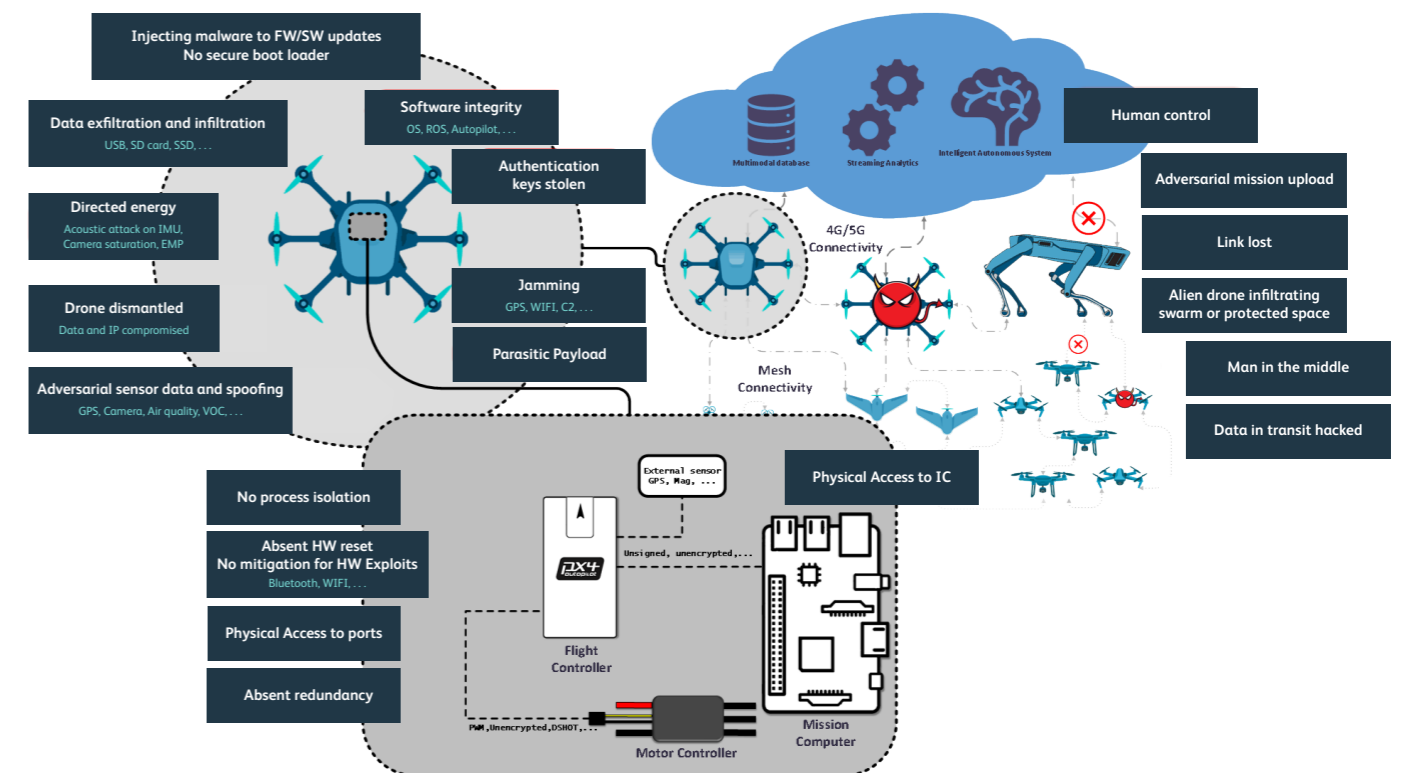 Injecting malware to FW/SW updates
No secure boot loader
Data exfiltration and infiltration
USB, SD card, SSD, . . .
Software integrity
OS, ROS, Autopilot, . . .
Authentication
keys stolen
Directed energy
Acoustic attack on IMU,
Camera saturation, EMP
Jamming
GPS, WIFI, C2, . . .
Drone dismantled
Data and IP compromised
Parasitic Payload
Adversarial sensor data and spoofing
GPS, Camera, Air quality, VOC, . . .
Multimodal database
Streaming Analytics
Intelligent Autonomous System
Human control
Adversarial mission upload
Link lost
Alien drone infiltrating
swarm or protected space
Man in the middle
Data in transit hacked
4G/5G
Connectivity
Mesh
Connectivity
Physical Access to IC
No process isolation
Absent HW reset
No mitigation for HW Exploits
Bluetooth, WIFI, . . .
Physical Access to ports
Absent redundancy
External sensor
GPS, Mag, ...
Unsigned, unencrypted,...
px4
autopilot
Flight
Controller
PWM,Unencrypted,DSHOT,...
Motor Controller
Mission
Computer